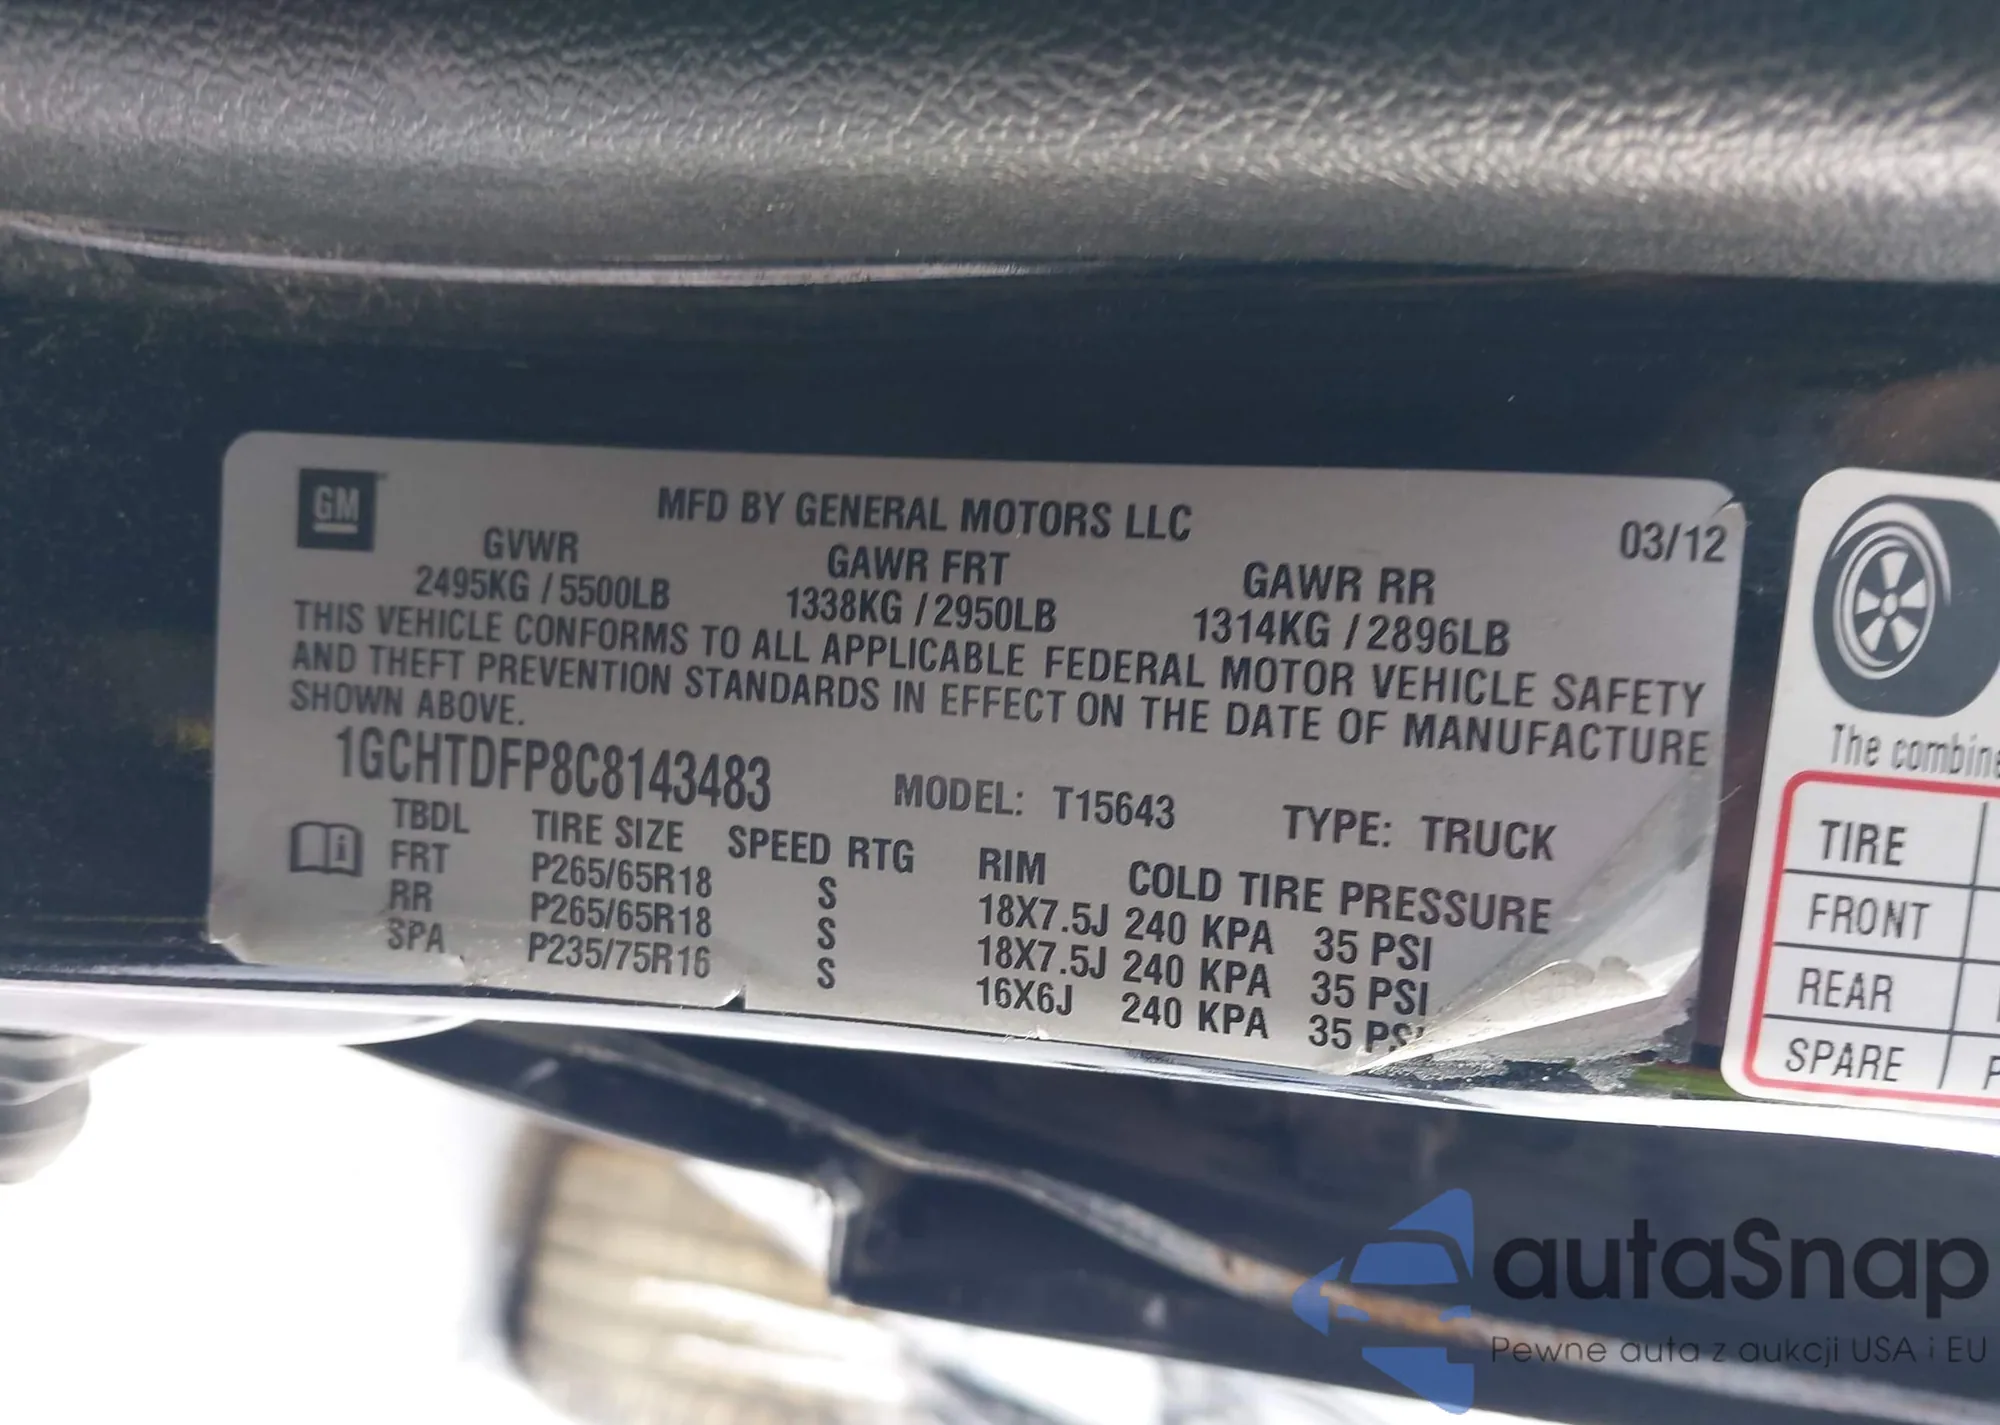 GM
MFD BY GENERAL MOTORS LLC
03/12
GVWR GAWR FRT GAWR RR
2495KG / 5500LB 1338KG / 2950LB 1314KG / 2896LB
THIS VEHICLE CONFORMS TO ALL APPLICABLE FEDERAL MOTOR VEHICLE SAFETY
AND THEFT PREVENTION STANDARDS IN EFFECT ON THE DATE OF MANUFACTURE
SHOWN ABOVE.
1GCHTDFP8C8143483 MODEL: T15643 TYPE: TRUCK
TBDL TIRE SIZE SPEED RTG RIM COLD TIRE PRESSURE
FRT P265/65R18 S 18X7.5J 240 KPA 35 PSI
RR P265/65R18 S 18X7.5J 240 KPA 35 PSI
SPA P235/75R16 S 16X6J 240 KPA 35 PSI
The
TIRE
FRONT
REAR
SPARE
autaSnap
Pewne auta z aukcji USA i EU